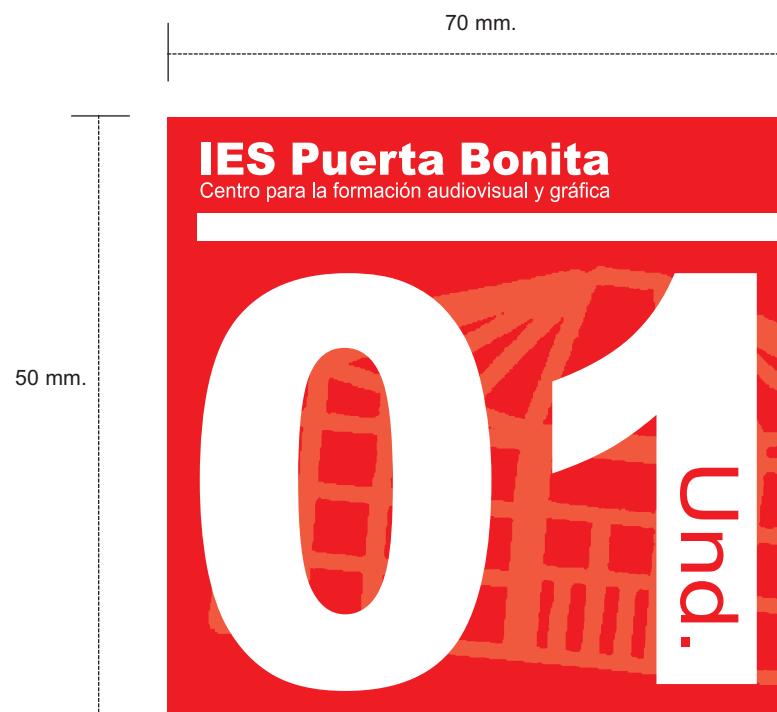 70 mm.
IES Puerta Bonita
Centro para la formación audiovisual y gráfica
50 mm.
01
Und.